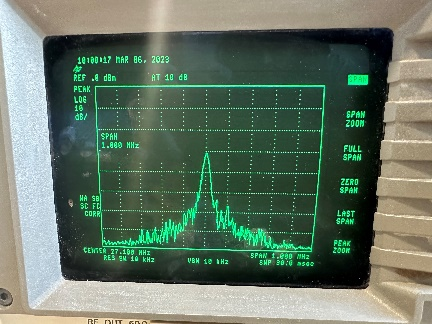 10:00:17 MAR 06, 2023
REF .0 dBm AT 10 dB
PEAK
LOG
10
dB/
SPAN
1.000 MHz
WA SB
SC FC
CORR
CENTER 27.100 MHz SPAN 1.000 MHz
RES BW 10 kHz VBW 10 kHz SWP 30.0 msec
SPAN
SPAN
ZOOM
FULL
SPAN
ZERO
SPAN
LAST
SPAN
PEAK
ZOOM
RF OUT